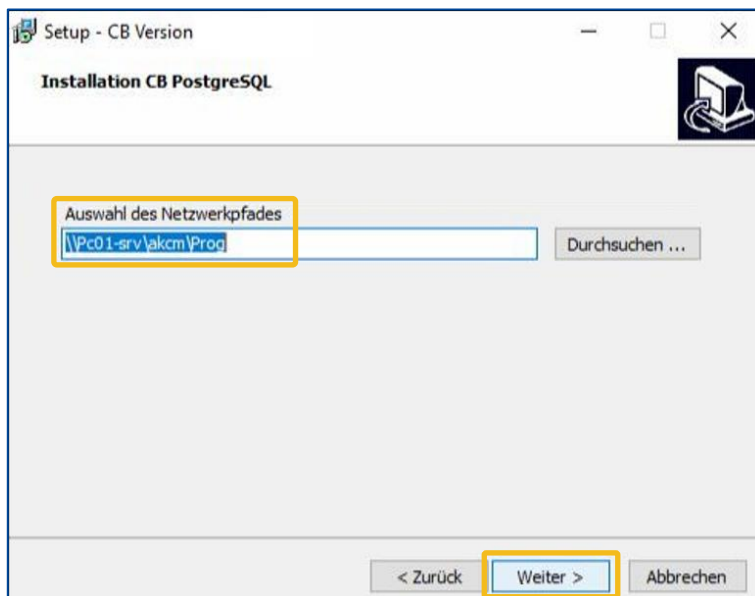 Setup - CB Version
Installation CB PostgreSQL
Auswahl des Netzwerkpfades
\\Pc01-srv\akcm\Prog
Durchsuchen ...
< Zurück
Weiter >
Abbrechen